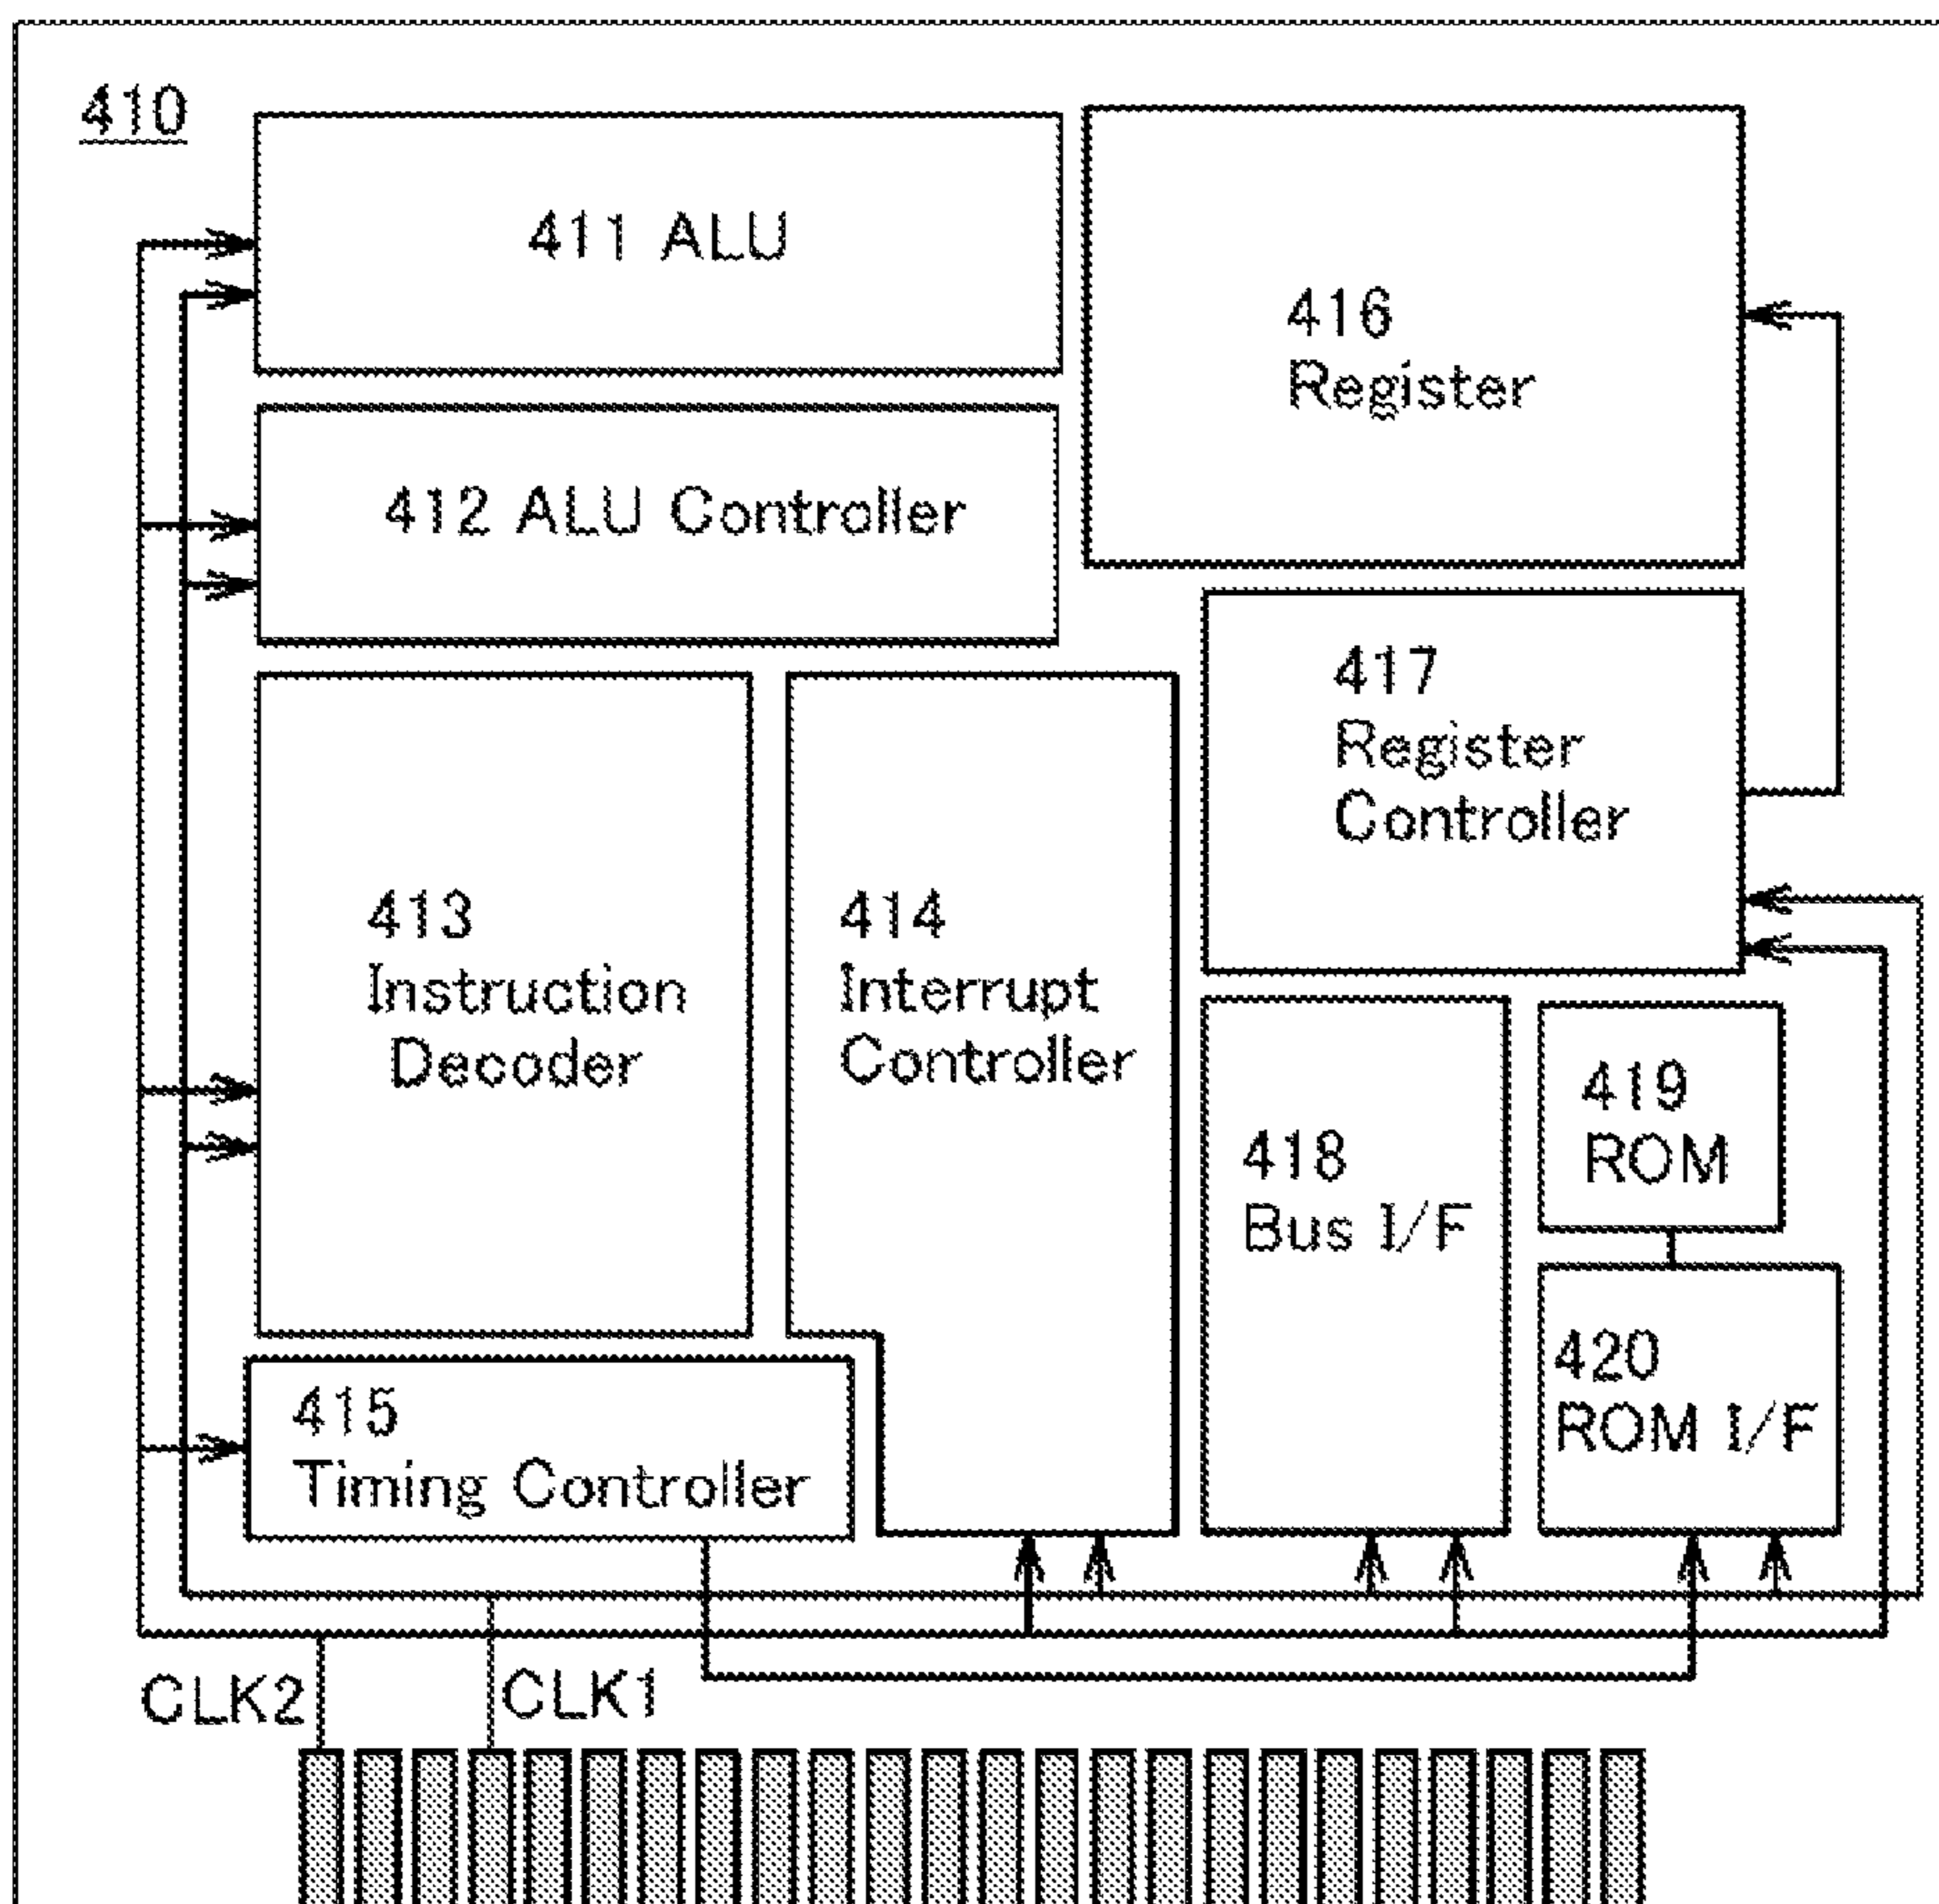 410
411 ALU
412 ALU Controller
416
Register
417
Register
Controller
413
Instruction
Decoder
414
Interrupt
Controller
418
Bus I/F
419
ROM
420
ROM I/F
415
Timing Controller
CLK2
CLK1